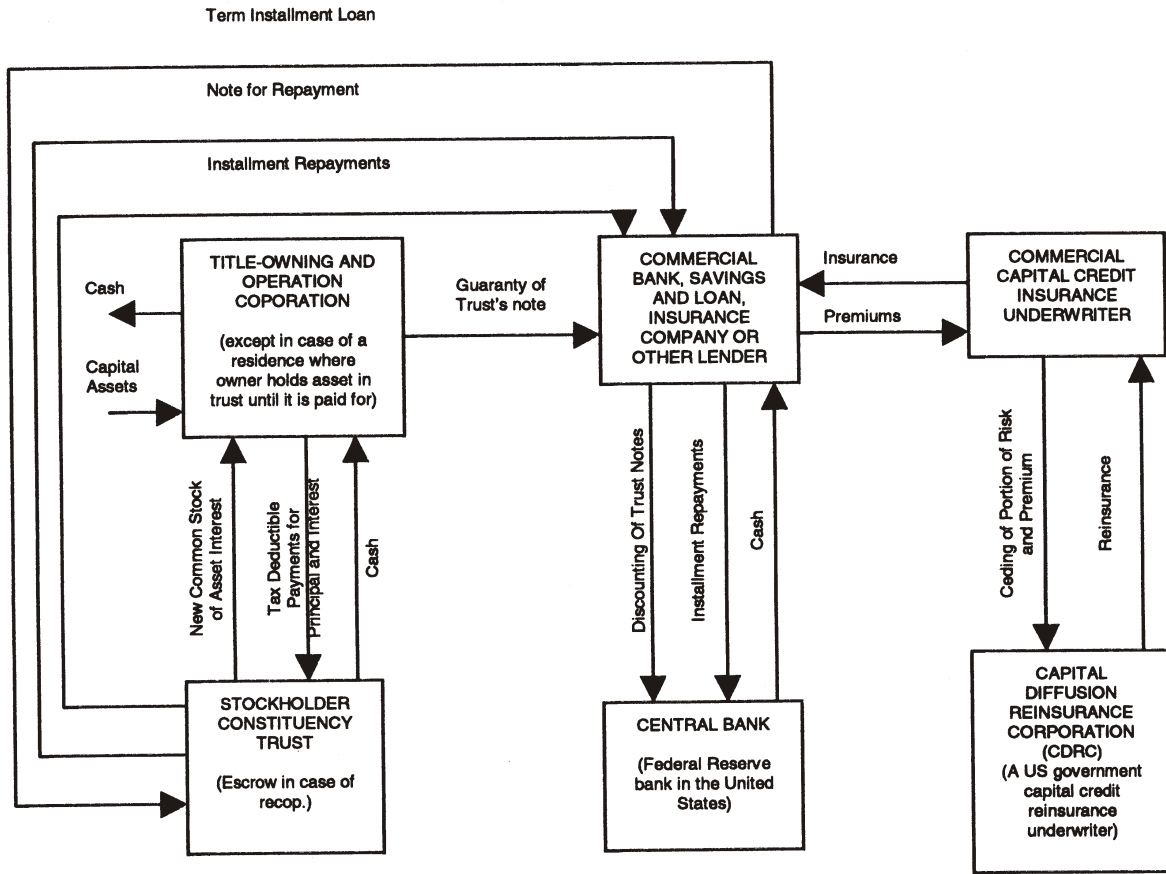 Term Installment Loan
Note for Repayment
Installment Repayments
TITLE-OWNING AND
OPERATION
COPORATION
(except in case of a
residence where
owner holds asset in
trust until it is paid for)
Cash
Capital
Assets
Guaranty of
Trust's note
COMMERCIAL
BANK, SAVINGS
AND LOAN,
INSURANCE
COMPANY OR
OTHER LENDER
Insurance
Premiums
COMMERCIAL
CAPITAL CREDIT
INSURANCE
UNDERWRITER
New Common Stock
of Asset Interest
Tax Deductible
Payments for
Principal and Interest
Cash
Discounting Of Trust Notes
Installment Repayments
Cash
Ceding of Portion of Risk
and Premium
Reinsurance
STOCKHOLDER
CONSTITUENCY
TRUST
(Escrow in case of
recop.)
CENTRAL BANK
(Federal Reserve
bank in the United
States)
CAPITAL
DIFFUSION
REINSURANCE
CORPORATION
(CDRC)
(A US government
capital credit
reinsurance
underwriter)